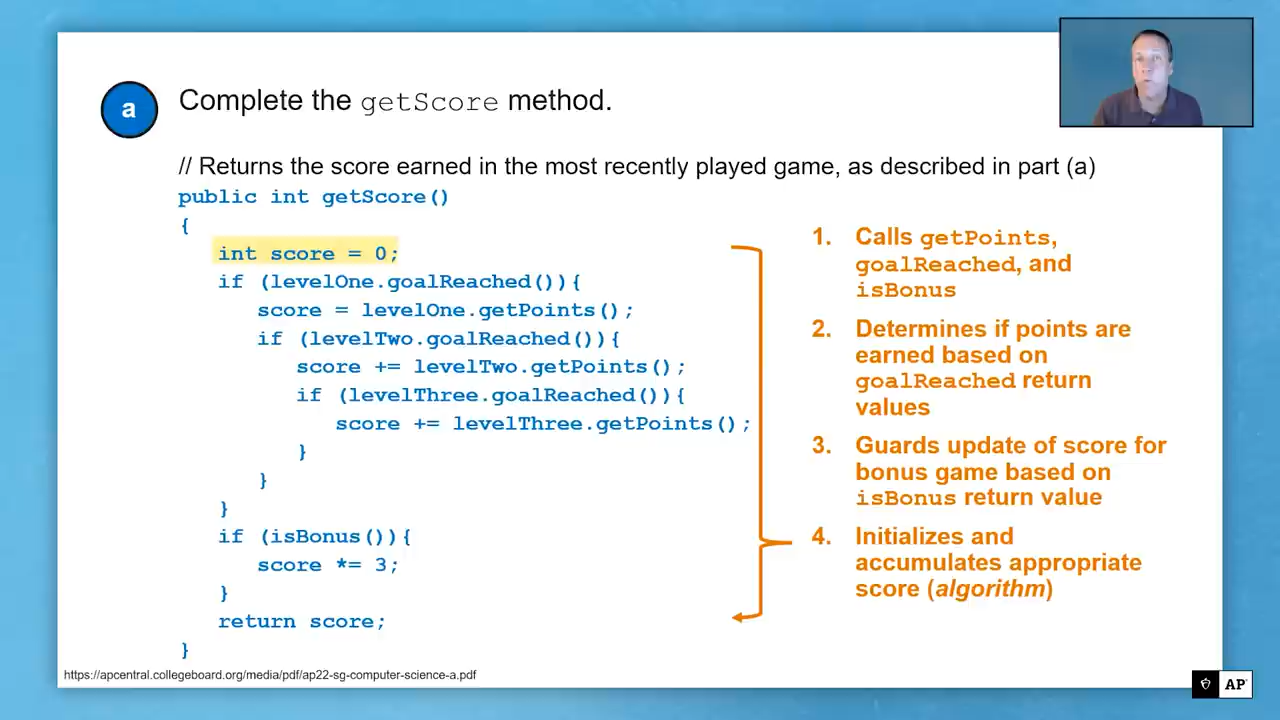 a
Complete the getScore method.
// Returns the score earned in the most recently played game, as described in part (a)
public int getScore()
{
int score = 0;
if (levelOne.goalReached()){
score = levelOne.getPoints();
if (levelTwo.goalReached()){
score += levelTwo.getPoints();
if (levelThree.goalReached()){
score += levelThree.getPoints();
}
}
}
if (isBonus()){
score *= 3;
}
return score;
}
1. Calls getPoints,
goalReached, and
isBonus
2. Determines if points are
earned based on
goalReached return
values
3. Guards update of score for
bonus game based on
isBonus return value
4. Initializes and
accumulates appropriate
score (algorithm)
https://apcentral.collegeboard.org/media/pdf/ap22-sg-computer-science-a.pdf
AP